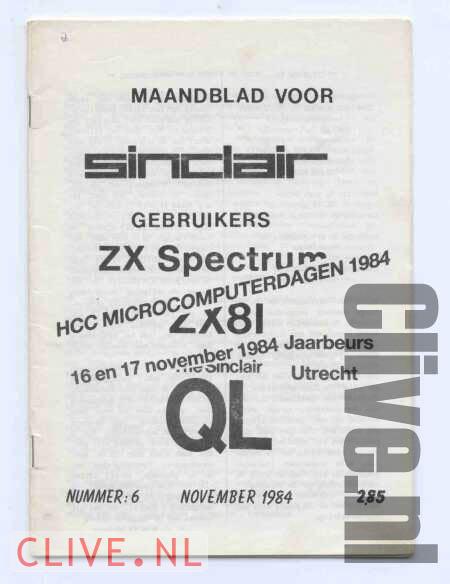 MAANDBLAD VOOR
sinclair
GEBRUIKERS
ZX Spectrum
HCC MICROCOMPUTERDAGEN 1984
ZX81
16 en 17 november 1984 Jaarbeurs
Utrecht
The Sinclair
QL
NUMMER: 6 NOVEMBER 1984 2,85
CLIVE.NL
Clive.nl